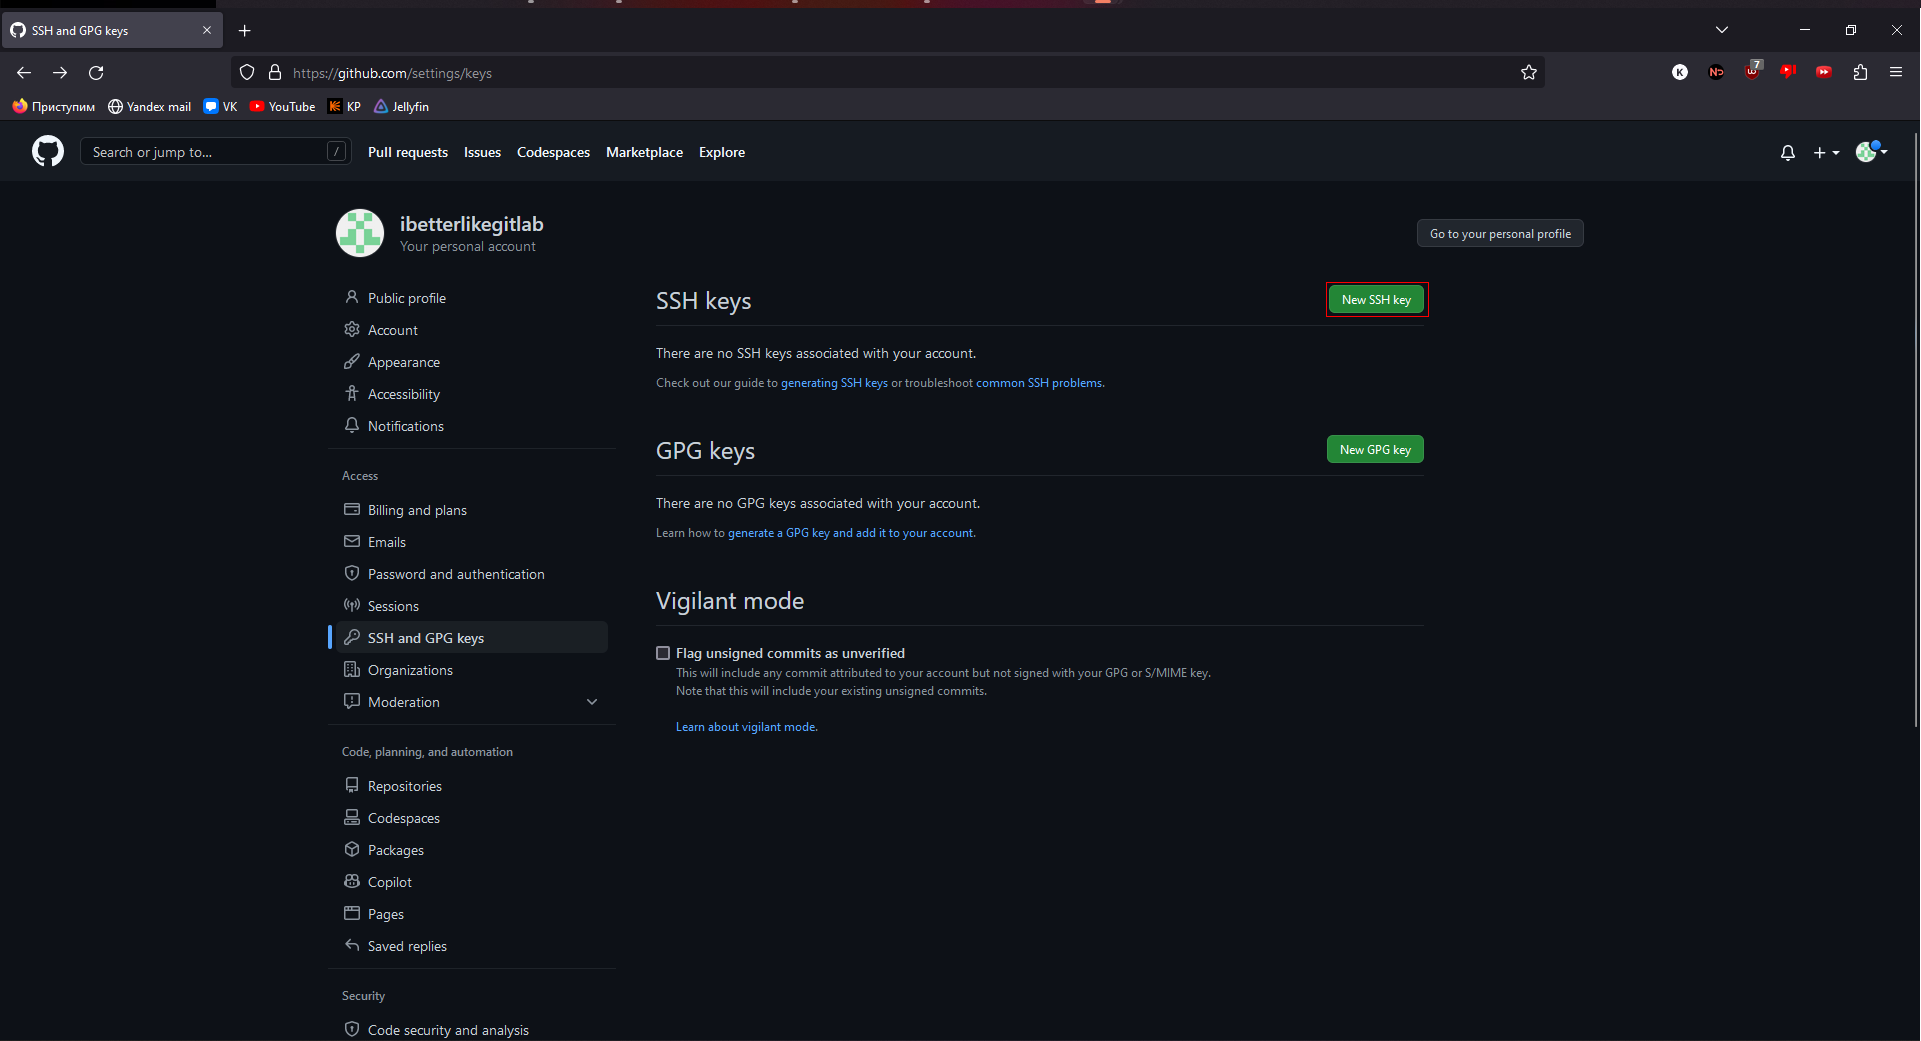 SSH and GPG keys
https://github.com/settings/keys
7
Приступим Yandex mail VK YouTube KP Jellyfin
Search or jump to... / Pull requests Issues Codespaces Marketplace Explore
ibetterlikegitlab
Your personal account
Go to your personal profile
Public profile
Account
Appearance
Accessibility
Notifications
Access
Billing and plans
Emails
Password and authentication
Sessions
SSH and GPG keys
Organizations
Moderation
Code, planning, and automation
Repositories
Codespaces
Packages
Copilot
Pages
Saved replies
Security
Code security and analysis
SSH keys
New SSH key
There are no SSH keys associated with your account.
Check out our guide to generating SSH keys or troubleshoot common SSH problems.
GPG keys
New GPG key
There are no GPG keys associated with your account.
Learn how to generate a GPG key and add it to your account.
Vigilant mode
Flag unsigned commits as unverified
This will include any commit attributed to your account but not signed with your GPG or S/MIME key.
Note that this will include your existing unsigned commits.
Learn about vigilant mode.